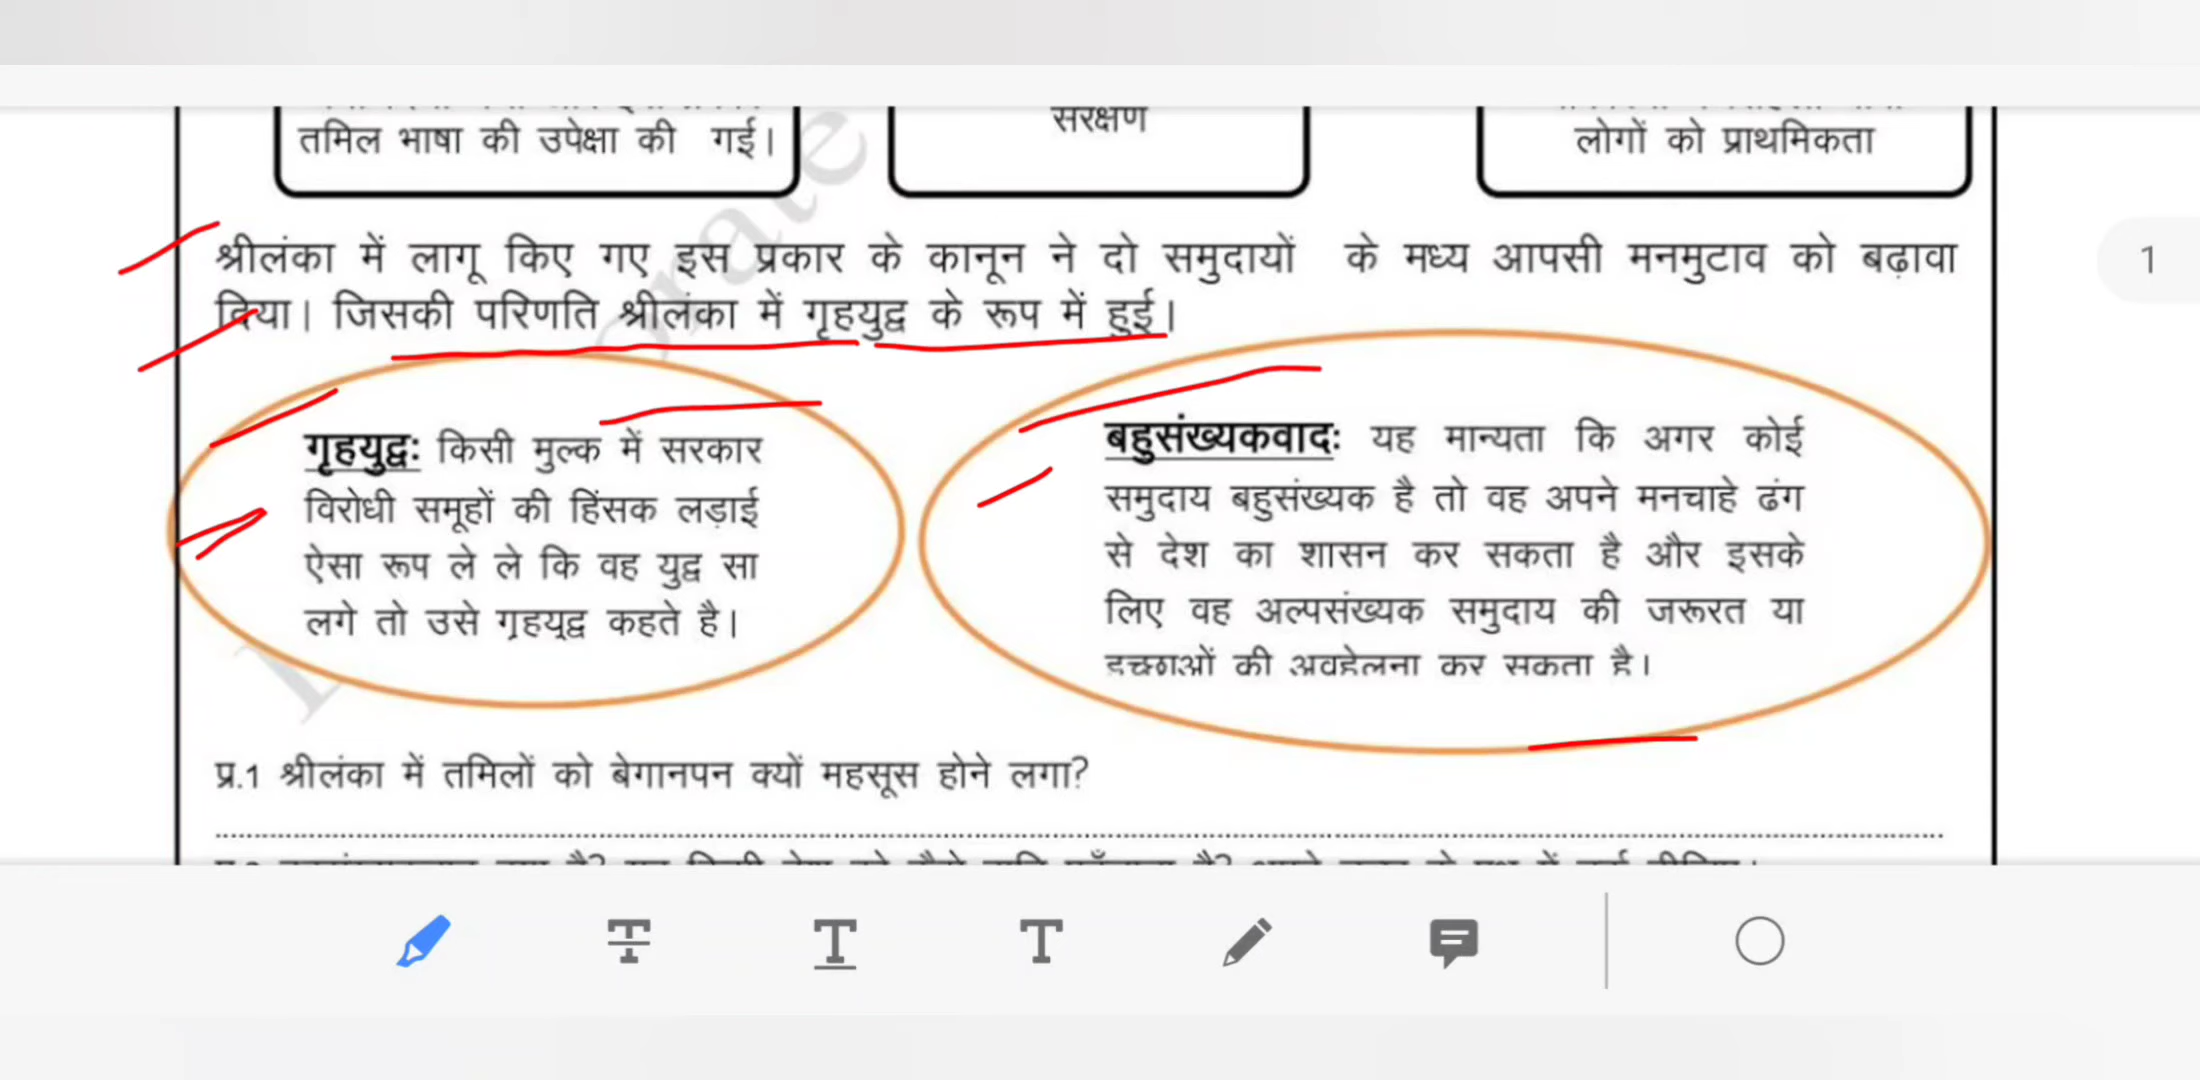 तमिल भाषा की उपेक्षा की गई।
संरक्षण
लोगों को प्राथमिकता
श्रीलंका में लागू किए गए इस प्रकार के कानून ने दो समुदायों के मध्य आपसी मनमुटाव को बढ़ावा
दिया। जिसकी परिणति श्रीलंका में गृहयुद्व के रूप में हुई।
गृहयुद्वः किसी मुल्क में सरकार
विरोधी समूहों की हिंसक लड़ाई
ऐसा रूप ले ले कि वह युद्व सा
लगे तो उसे गृहयुद्व कहते है।
बहुसंख्यकवादः यह मान्यता कि अगर कोई
समुदाय बहुसंख्यक है तो वह अपने मनचाहे ढंग
से देश का शासन कर सकता है और इसके
लिए वह अल्पसंख्यक समुदाय की जरूरत या
इच्छाओं की अवहेलना कर सकता है।
प्र.1 श्रीलंका में तमिलों को बेगानपन क्यों महसूस होने लगा?
1